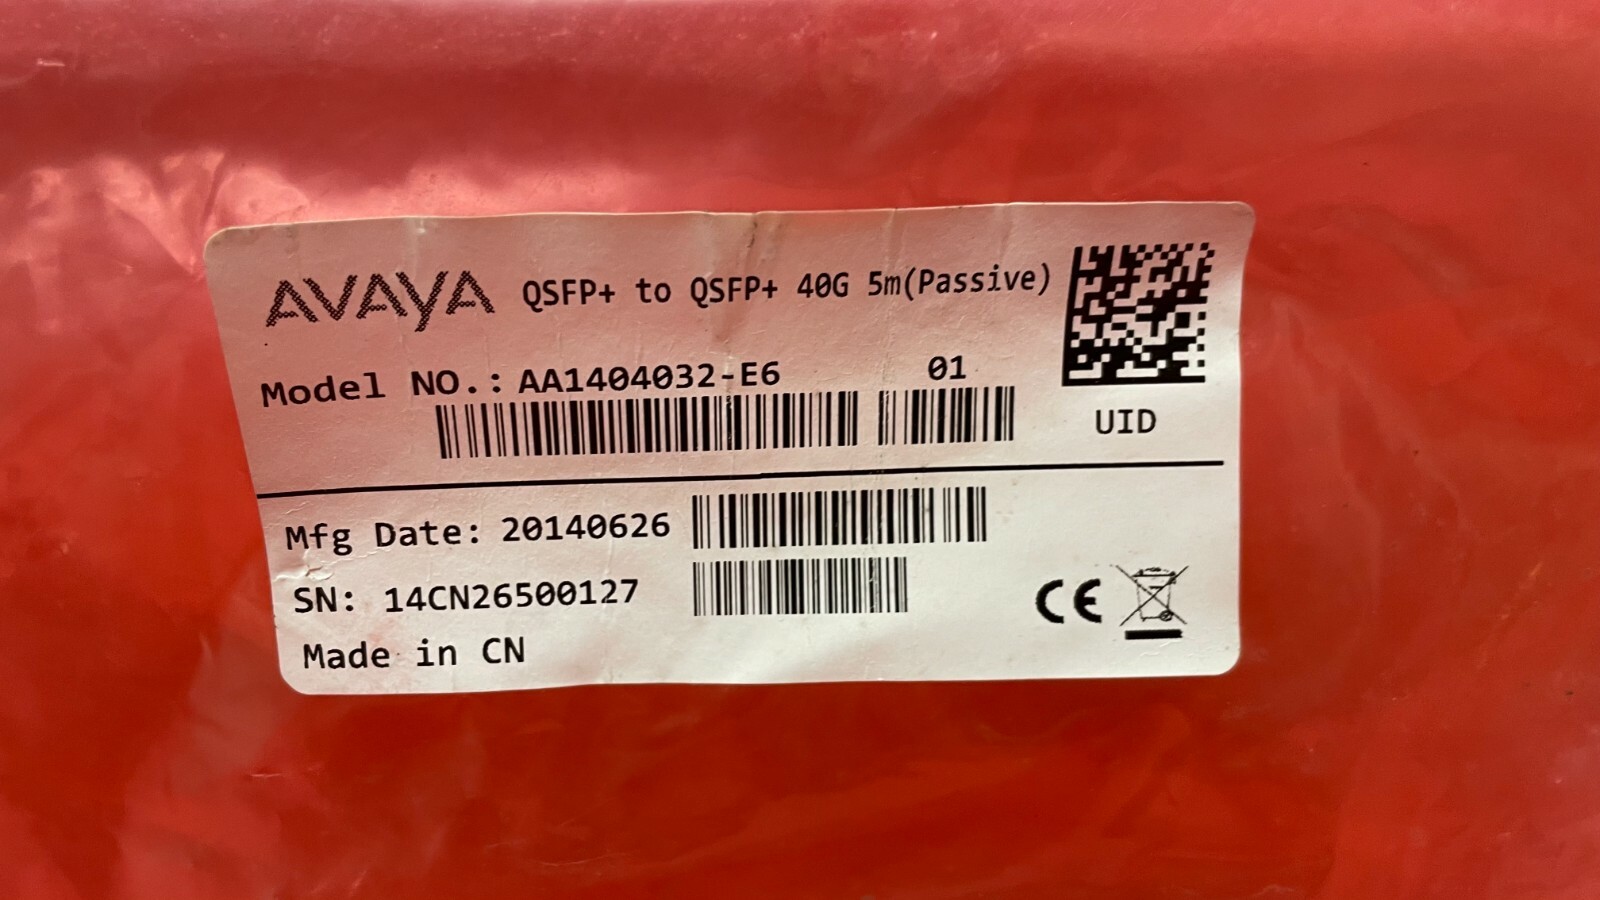 AVAYA QSFP+ to QSFP+ 40G 5m(Passive)
Model NO.: AA1404032-E6 01
UID
Mfg Date: 20140626
SN: 14CN26500127
CE
Made in CN